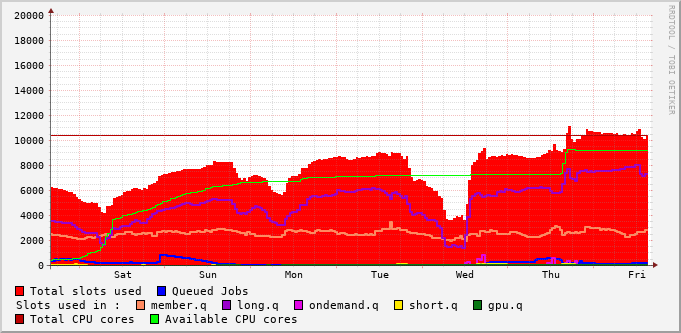 20000
18000
16000
14000
12000
10000
8000
6000
4000
2000
0
Sat Sun Mon Tue Wed Thu Fri
RRDTOOL / TOBI OETIKER
Total slots used Queued Jobs
Slots used in : member.q long.q ondemand.q short.q gpu.q
Total CPU cores Available CPU cores